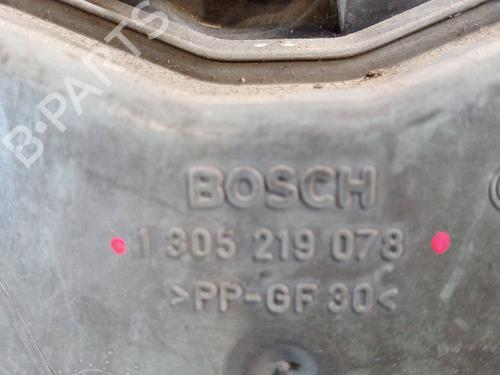 B-PARTS
BOSCH
1 305 219 078
>PP-GF 30<